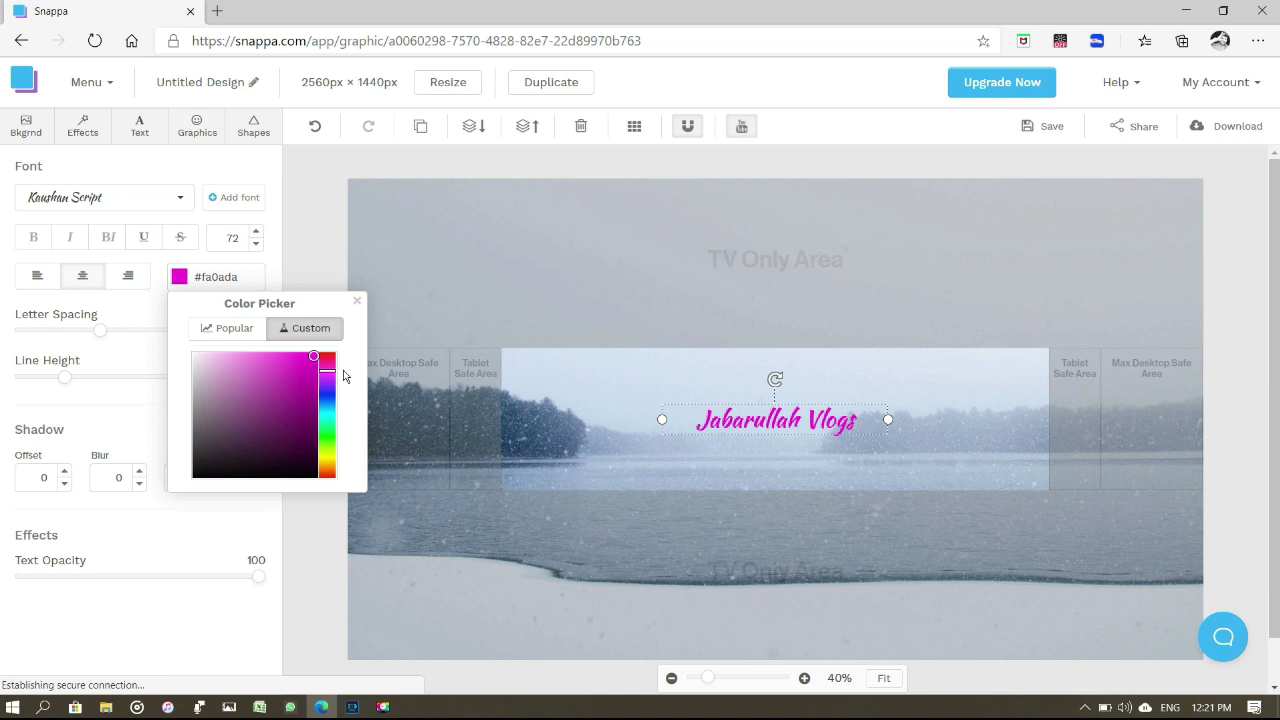 Snappa
https://snappa.com/app/graphic/a0060298-7570-4828-82e7-22d89970b763
Menu
Untitled Design
2560px × 1440px
Resize
Duplicate
Upgrade Now
Help
My Account
Bkgrnd
Effects
Text
Graphics
Shapes
Save
Share
Download
Font
Kaushan Script
Add font
B
I
BI
U
S
72
#fa0ada
Color Picker
Popular
Custom
Letter Spacing
Line Height
Shadow
Offset
Blur
0
0
Effects
Text Opacity
100
TV Only Area
ax Desktop Safe
Area
Tablet
Safe Area
Tablet
Safe Area
Max Desktop Safe
Area
Jabarullah Vlogs
TV Only Area
40%
Fit
Establishing secure connection...
ENG
12:21 PM